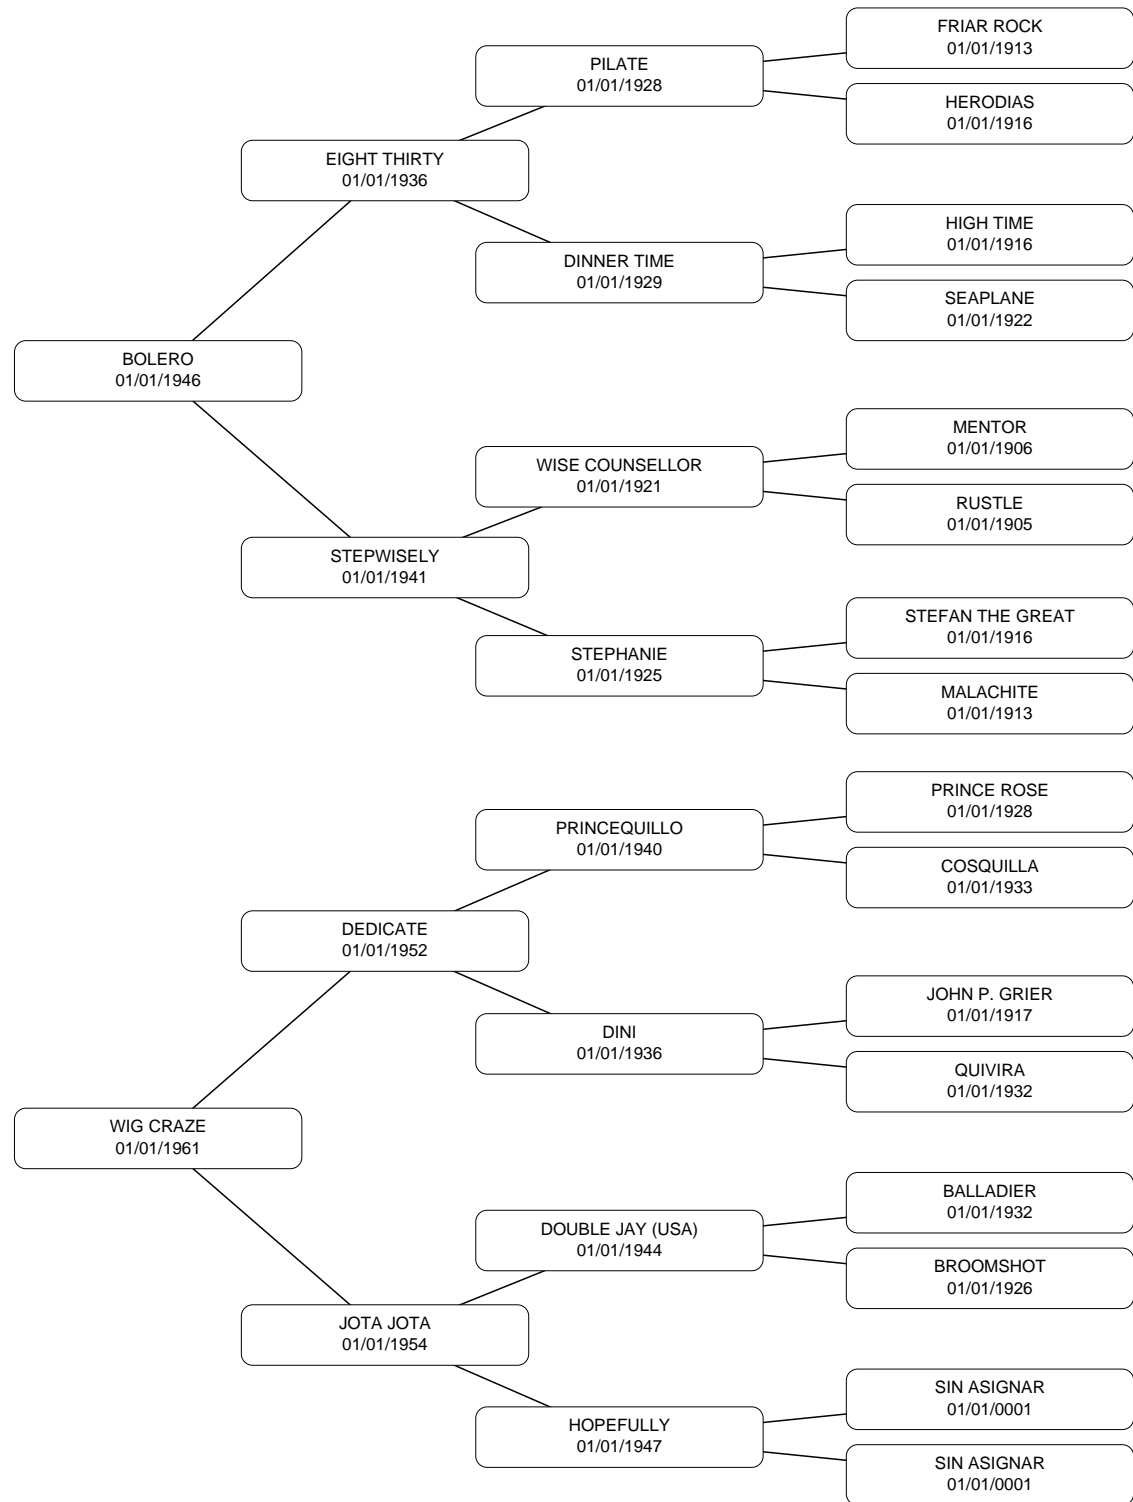 FRIAR ROCK
01/01/1913
PILATE
01/01/1928
HERODIAS
01/01/1916
EIGHT THIRTY
01/01/1936
HIGH TIME
01/01/1916
DINNER TIME
01/01/1929
SEAPLANE
01/01/1922
BOLERO
01/01/1946
MENTOR
01/01/1906
WISE COUNSELLOR
01/01/1921
RUSTLE
01/01/1905
STEPWISELY
01/01/1941
STEFAN THE GREAT
01/01/1916
STEPHANIE
01/01/1925
MALACHITE
01/01/1913
PRINCE ROSE
01/01/1928
PRINCEQUILLO
01/01/1940
COSQUILLA
01/01/1933
DEDICATE
01/01/1952
JOHN P. GRIER
01/01/1917
DINI
01/01/1936
QUIVIRA
01/01/1932
WIG CRAZE
01/01/1961
BALLADIER
01/01/1932
DOUBLE JAY (USA)
01/01/1944
BROOMSHOT
01/01/1926
JOTA JOTA
01/01/1954
SIN ASIGNAR
01/01/0001
HOPEFULLY
01/01/1947
SIN ASIGNAR
01/01/0001